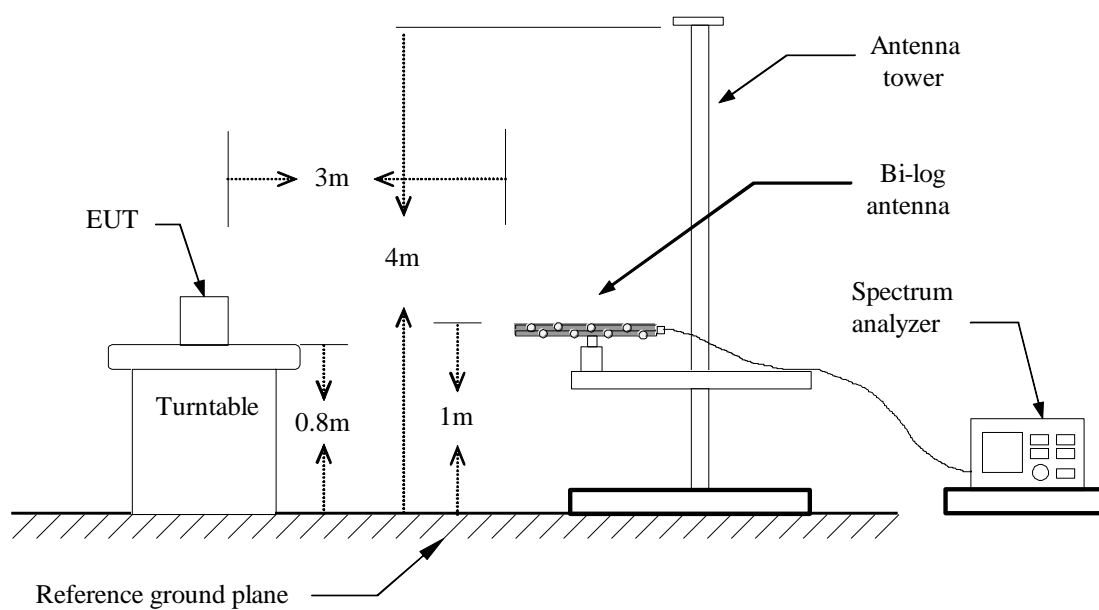 Antenna
tower
3m
Bi-log
antenna
EUT
4m
Spectrum
analyzer
Turntable
0.8m
1m
Reference ground plane